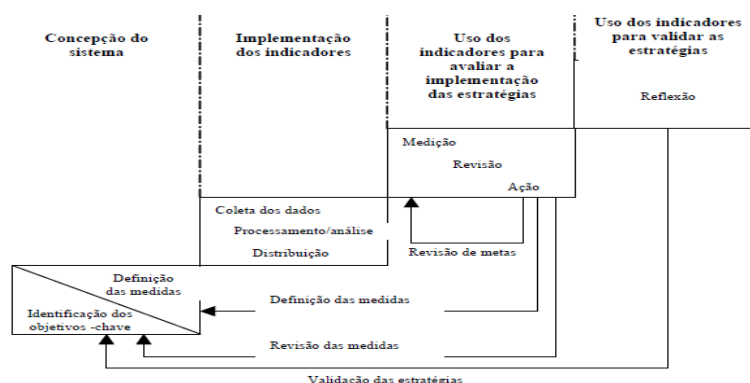 Concepção do
sistema
Implementação
dos indicadores
Uso dos
indicadores para
avaliar a
implementação
das estratégias
Uso dos indicadores
para validar as
estratégias
Reflexão
Medição
Revisão
Ação
Coleta dos dados
Processamento/análise
Distribuição
Revisão de metas
Definição
das medidas
Identificação dos
objetivos -chave
Definição das medidas
Revisão das medidas
Validação das estratégias